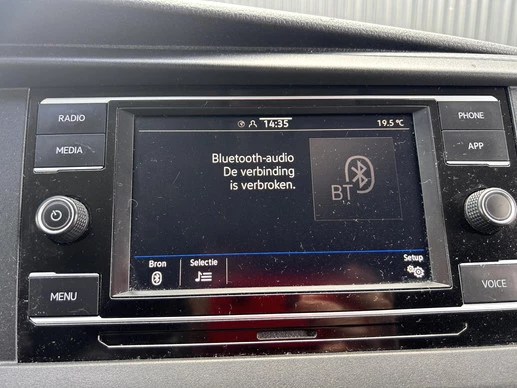 RADIO
MEDIA
MENU
14:35
19.5 °C
Bluetooth-audio
De verbinding
is verbroken.
BT
Bron
Selectie
Setup
PHONE
APP
VOICE